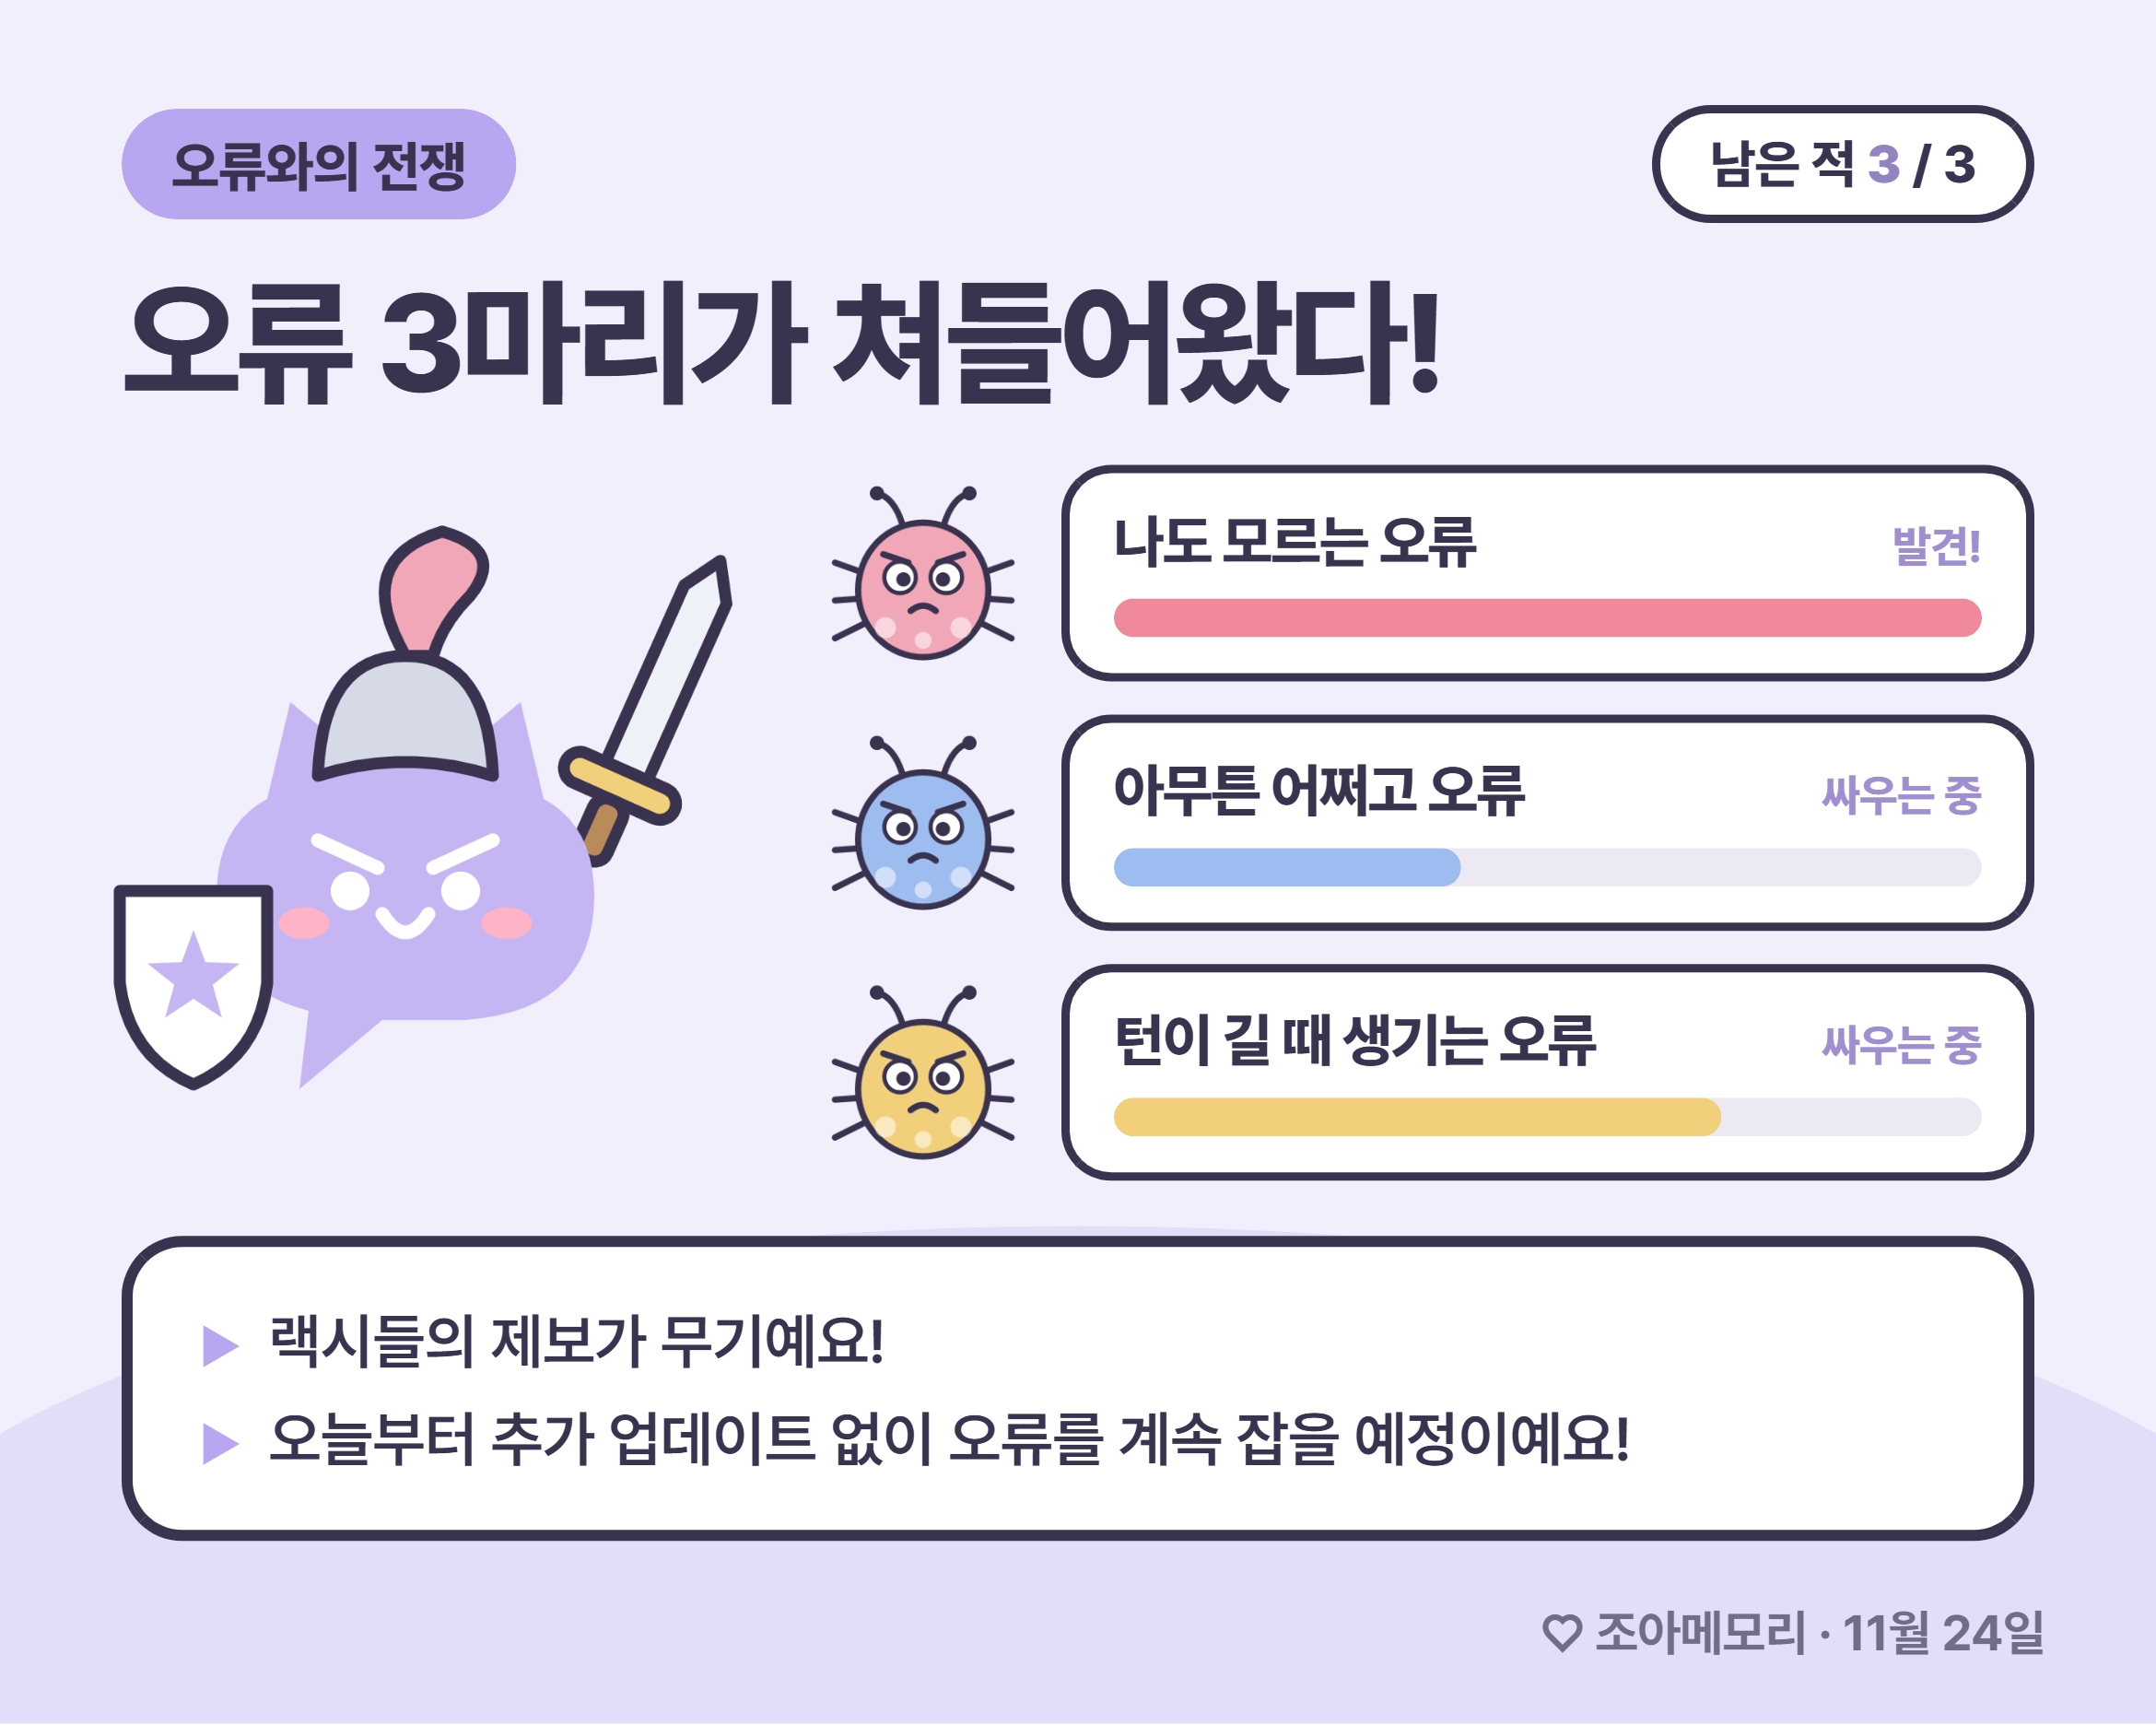 오류와의 전쟁
남은 적 3 / 3
오류 3마리가 쳐들어왔다!
나도 모르는 오류
발견!
아무튼 어쩌고 오류
싸우는 중
턴이 길 때 생기는 오류
싸우는 중
▶ 랙시들의 제보가 무기예요!
▶ 오늘부터 추가 업데이트 없이 오류를 계속 잡을 예정이예요!
♡ 조아메모리 · 11월 24일